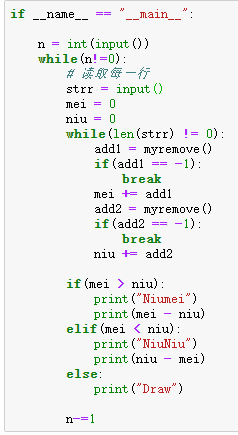 if __name__ == "__main__":
n = int(input())
while(n!=0):
# 读取每一行
strr = input()
mei = 0
niu = 0
while(len(strr) != 0):
add1 = myremove()
if(add1 == -1):
break
mei += add1
add2 = myremove()
if(add2 == -1):
break
niu += add2
if(mei > niu):
print("Niumei")
print(mei - niu)
elif(mei < niu):
print("NiuNiu")
print(niu - mei)
else:
print("Draw")
n-=1